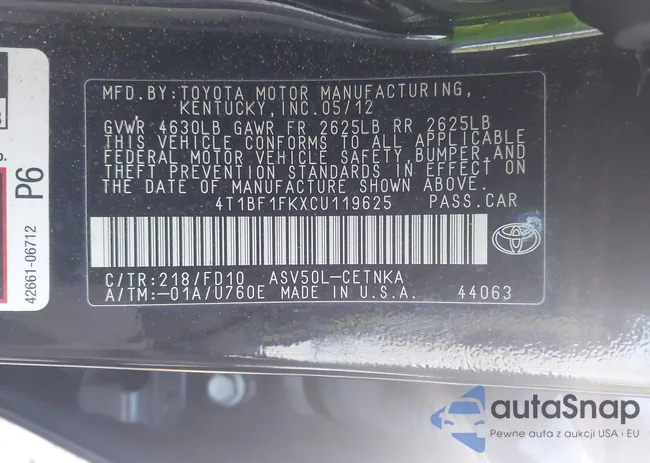 MFD. BY: TOYOTA MOTOR MANUFACTURING,
KENTUCKY, INC. 05/12
GVWR 4630LB GAWR FR 2625LB RR 2625LB
THIS VEHICLE CONFORMS TO ALL APPLICABLE
FEDERAL MOTOR VEHICLE SAFETY, BUMPER, AND
THEFT PREVENTION STANDARDS IN EFFECT ON
THE DATE OF MANUFACTURE SHOWN ABOVE.
4T1BF1FKXCU119625 PASS. CAR
C/TR: 218/FD10 ASV50L-CETNKA
A/TM: -01A/U760E MADE IN U.S.A. 44063
P6
42661-06712
autaSnap
Pewne auta z aukcji USA i EU